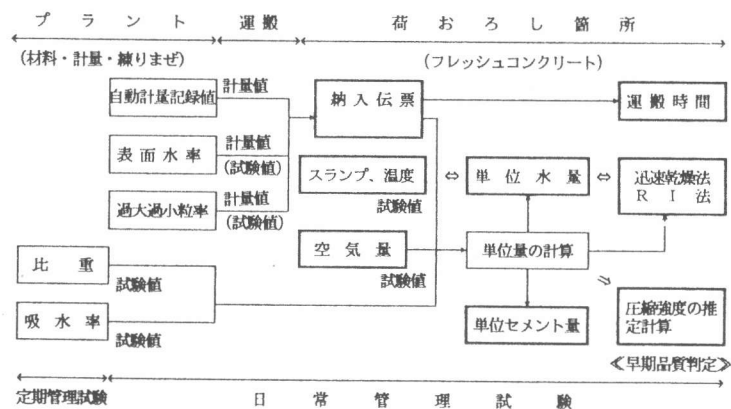 プラント 運搬 荷おろし箇所
(材料・計量・練りまぜ) (フレッシュコンクリート)
自動計量記録値 計量値 納入伝票 運搬時間
表面水率 計量値
(試験値)
スランプ、温度 ⇔ 単位水量 ⇔ 迅速乾燥法
RI法
試験値
過大過小粒率 計量値
(試験値)
空気量 単位量の計算
試験値
比重 試験値
吸水率 試験値
単位セメント量 圧縮強度の推
定計算
≪早期品質判定≫
定期管理試験 日常管理試験